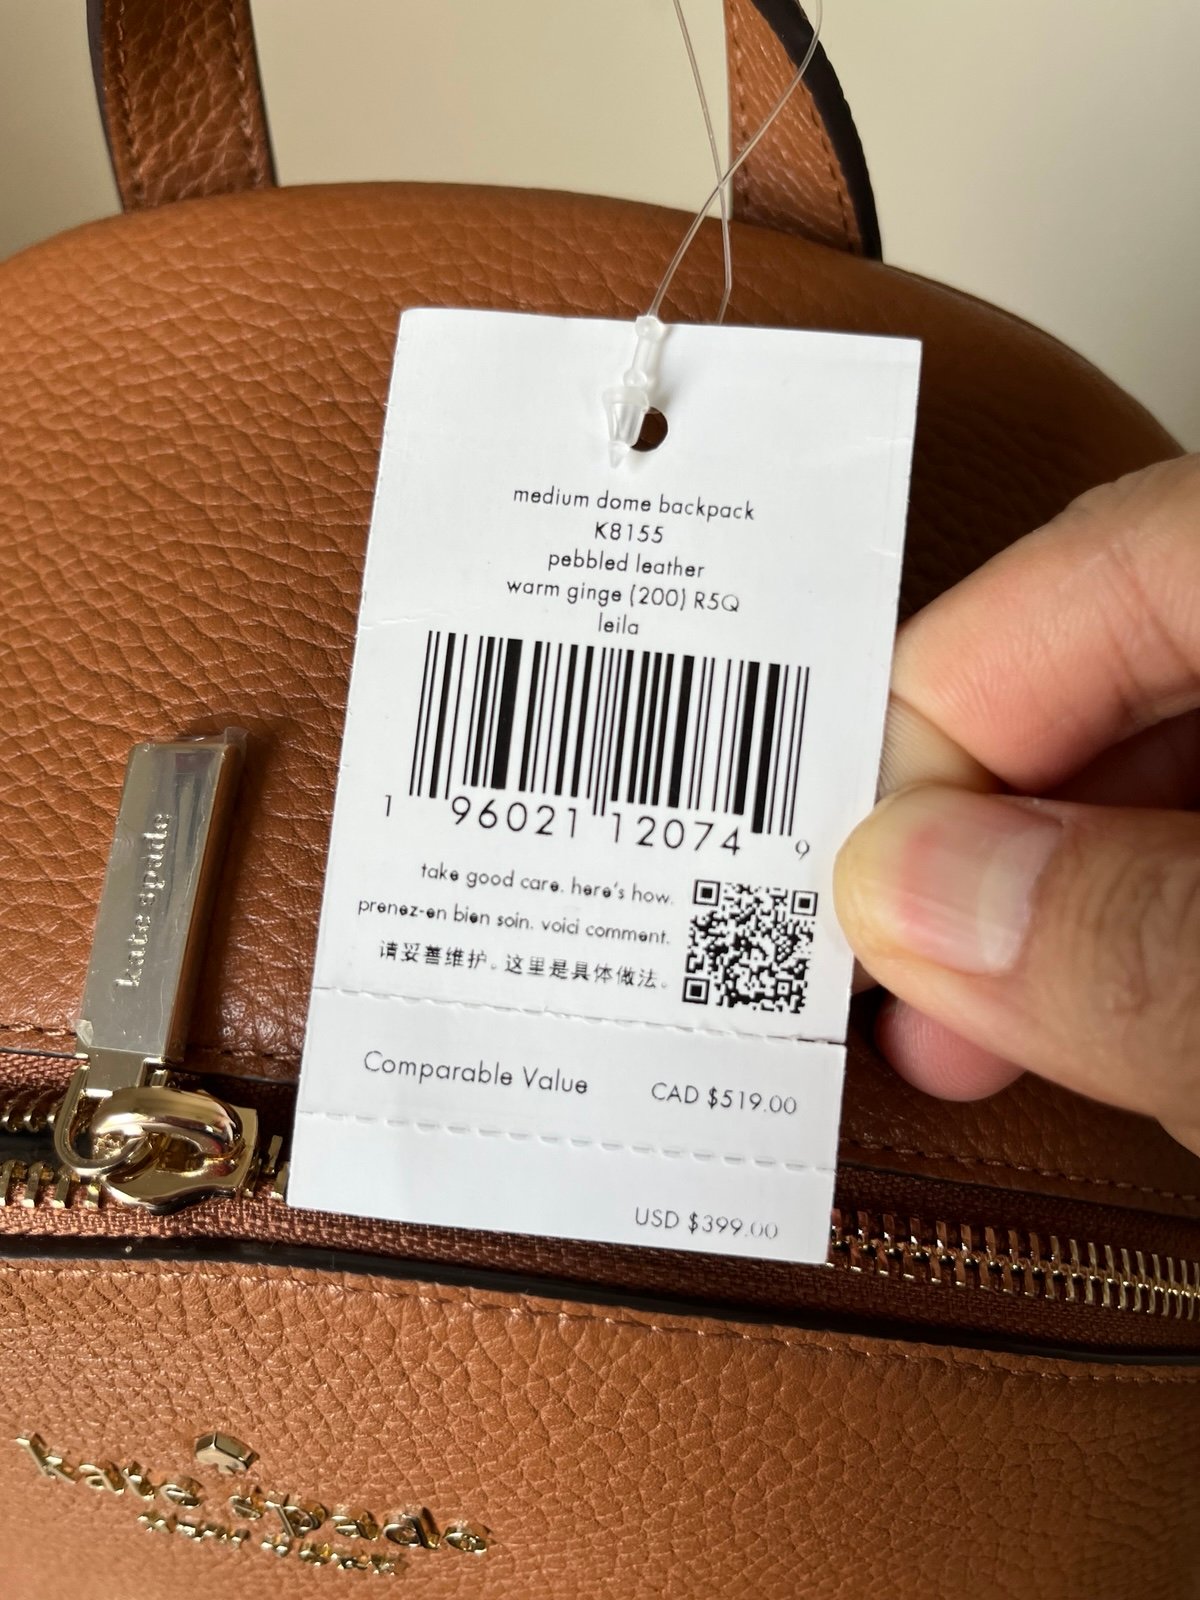 medium dome backpack
K8155
pebbled leather
warm ginge (200) R5Q
leila
1 96021 12074 9
take good care. here's how.
prenez-en bien soin. voici comment.
请妥善维护。这里是具体做法。
Comparable Value CAD $519.00
USD $399.00
kate spade
kate spade
NEW YORK